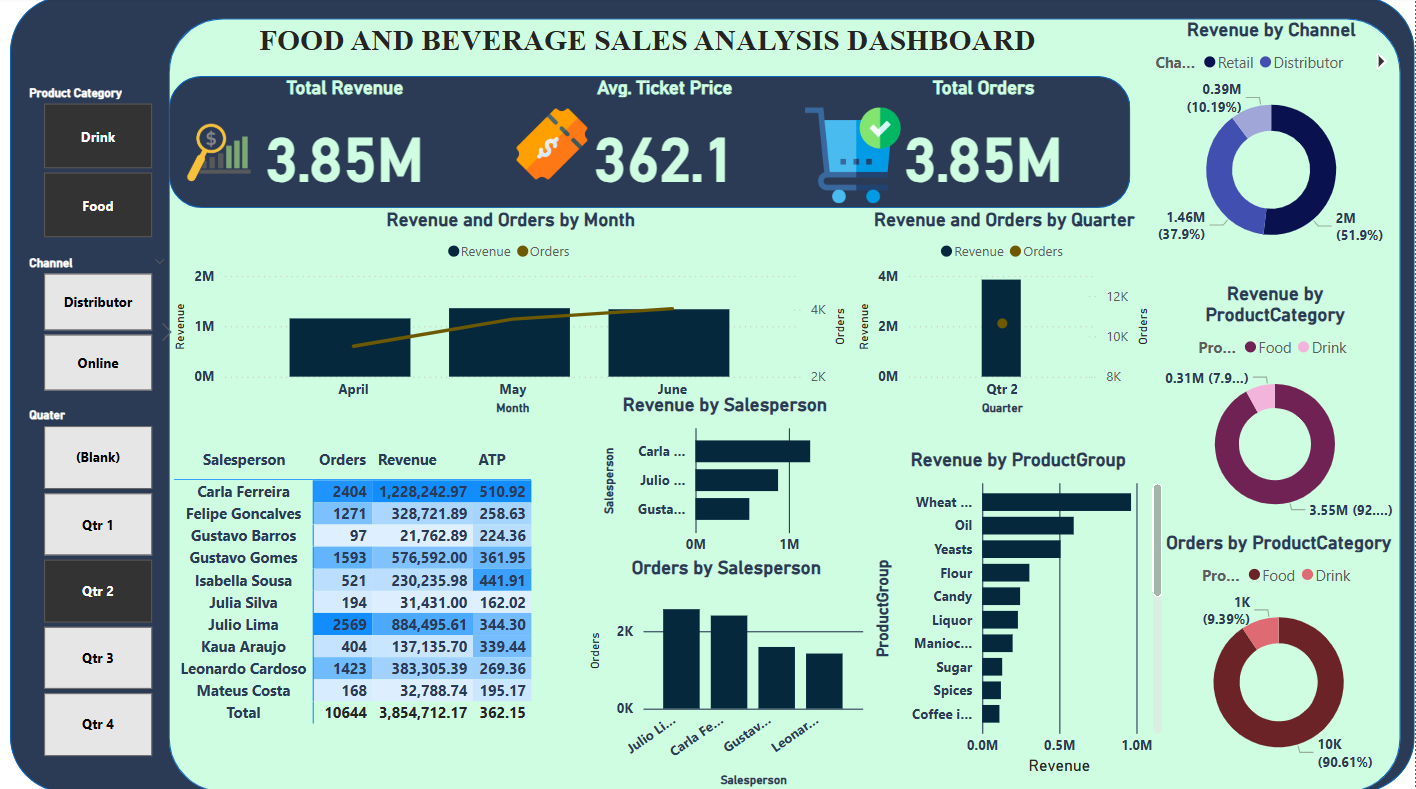 FOOD AND BEVERAGE SALES ANALYSIS DASHBOARD
Product Category
Drink
Food
Channel
Distributor
Online
Quater
(Blank)
Qtr 1
Qtr 2
Qtr 3
Qtr 4
Total Revenue
3.85M
Avg. Ticket Price
362.1
Total Orders
3.85M
Revenue and Orders by Month
Revenue Orders
2M
1M
0M
Revenue
4K
2K
Orders
April May June
Month
Revenue and Orders by Quarter
Revenue Orders
4M
2M
0M
Revenue
12K
10K
8K
Orders
Qtr 2
Quarter
Salesperson Orders Revenue ATP
Carla Ferreira 2404 1,228,242.97 510.92
Felipe Goncalves 1271 328,721.89 258.63
Gustavo Barros 97 21,762.89 224.36
Gustavo Gomes 1593 576,592.00 361.95
Isabella Sousa 521 230,235.98 441.91
Julia Silva 194 31,431.00 162.02
Julio Lima 2569 884,495.61 344.30
Kaua Araujo 404 137,135.70 339.44
Leonardo Cardoso 1423 383,305.39 269.36
Mateus Costa 168 32,788.74 195.17
Total 10644 3,854,712.17 362.15
Revenue by Salesperson
Salesperson
Carla ...
Julio ...
Gusta...
0M 1M
Orders by Salesperson
Orders
2K
0K
Julio Li...
Carla Fe...
Gustav...
Leonar...
Salesperson
Revenue by ProductGroup
ProductGroup
Wheat ...
Oil
Yeasts
Flour
Candy
Liquor
Manioc...
Sugar
Spices
Coffee i...
0.0M 0.5M 1.0M
Revenue
Revenue by Channel
Cha... Retail Distributor
0.39M
(10.19%)
1.46M
(37.9%)
2M
(51.9%)
Revenue by
ProductCategory
Pro... Food Drink
0.31M (7.9...)
3.55M (92....)
Orders by ProductCategory
Pro... Food Drink
1K
(9.39%)
10K
(90.61%)